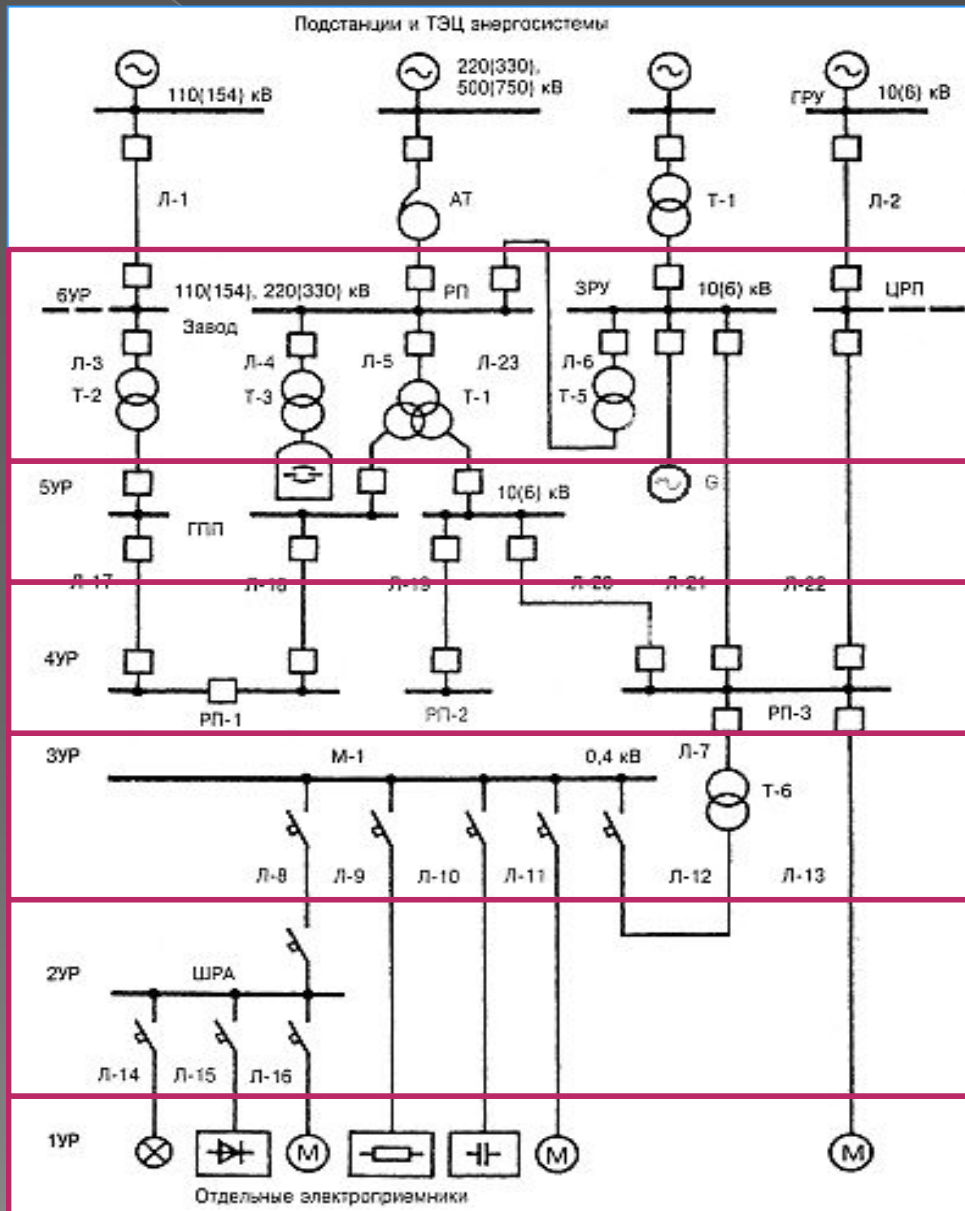 Подстанции и ТЭЦ энергосистемы
110(154) кВ
220(330),
500(750) кВ
ГРУ
10(6) кВ
Л-1
АТ
Т-1
Л-2
6УР
110(154), 220(330) кВ
РП
ЗРУ
10(6) кВ
ЦРП
Завод
Л-3
Л-4
Л-5
Л-23
Л-6
Т-2
Т-3
Т-1
Т-5
5УР
ГПП
10(6) кВ
G
Л-17
Л-18
Л-19
Л-20
Л-21
Л-22
4УР
РП-1
РП-2
РП-3
3УР
М-1
0,4 кВ
Л-7
Т-6
Л-8
Л-9
Л-10
Л-11
Л-12
Л-13
2УР
ШРА
Л-14
Л-15
Л-16
1УР
М
М
М
Отдельные электроприемники